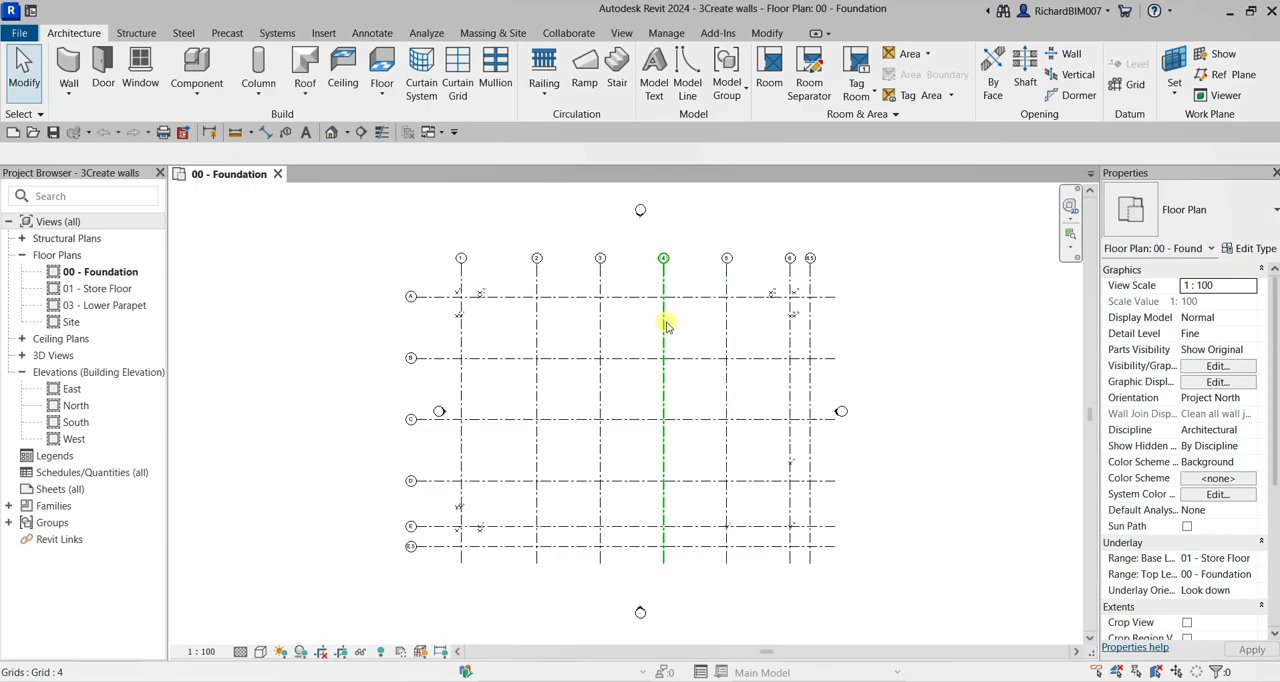 R Autodesk Revit 2024 - 3Create walls - Floor Plan: 00 - Foundation RichardBIM007
File Architecture Structure Steel Precast Systems Insert Annotate Analyze Massing & Site Collaborate View Manage Add-Ins Modify
Modify Wall Door Window Component Column Roof Ceiling Floor Curtain System Curtain Grid Mullion Railing Ramp Stair Model Text Model Line Model Group Room Room Separator Tag Room Area Area Boundary Tag Area By Face Shaft Wall Vertical Dormer Level Grid Set Show Ref Plane Viewer
Select Build Circulation Model Room & Area Opening Datum Work Plane
Project Browser - 3Create walls
Search
Views (all)
Structural Plans
Floor Plans
00 - Foundation
01 - Store Floor
03 - Lower Parapet
Site
Ceiling Plans
3D Views
Elevations (Building Elevation)
East
North
South
West
Legends
Schedules/Quantities (all)
Sheets (all)
Families
Groups
Revit Links
00 - Foundation
1 2 3 4 5 6 6.5
A
B
C
D
E
E.5
Properties
Floor Plan
Floor Plan: 00 - Found Edit Type
Graphics
View Scale 1 : 100
Scale Value 1: 100
Display Model Normal
Detail Level Fine
Parts Visibility Show Original
Visibility/Grap... Edit...
Graphic Displ... Edit...
Orientation Project North
Wall Join Disp... Clean all wall j...
Discipline Architectural
Show Hidden ... By Discipline
Color Scheme ... Background
Color Scheme <none>
System Color ... Edit...
Default Analys... None
Sun Path
Underlay
Range: Base L... 01 - Store Floor
Range: Top Le... 00 - Foundation
Underlay Orie... Look down
Extents
Crop View
Crop Region V
Properties help Apply
1 : 100
Grids : Grid : 4 :0 Main Model :0